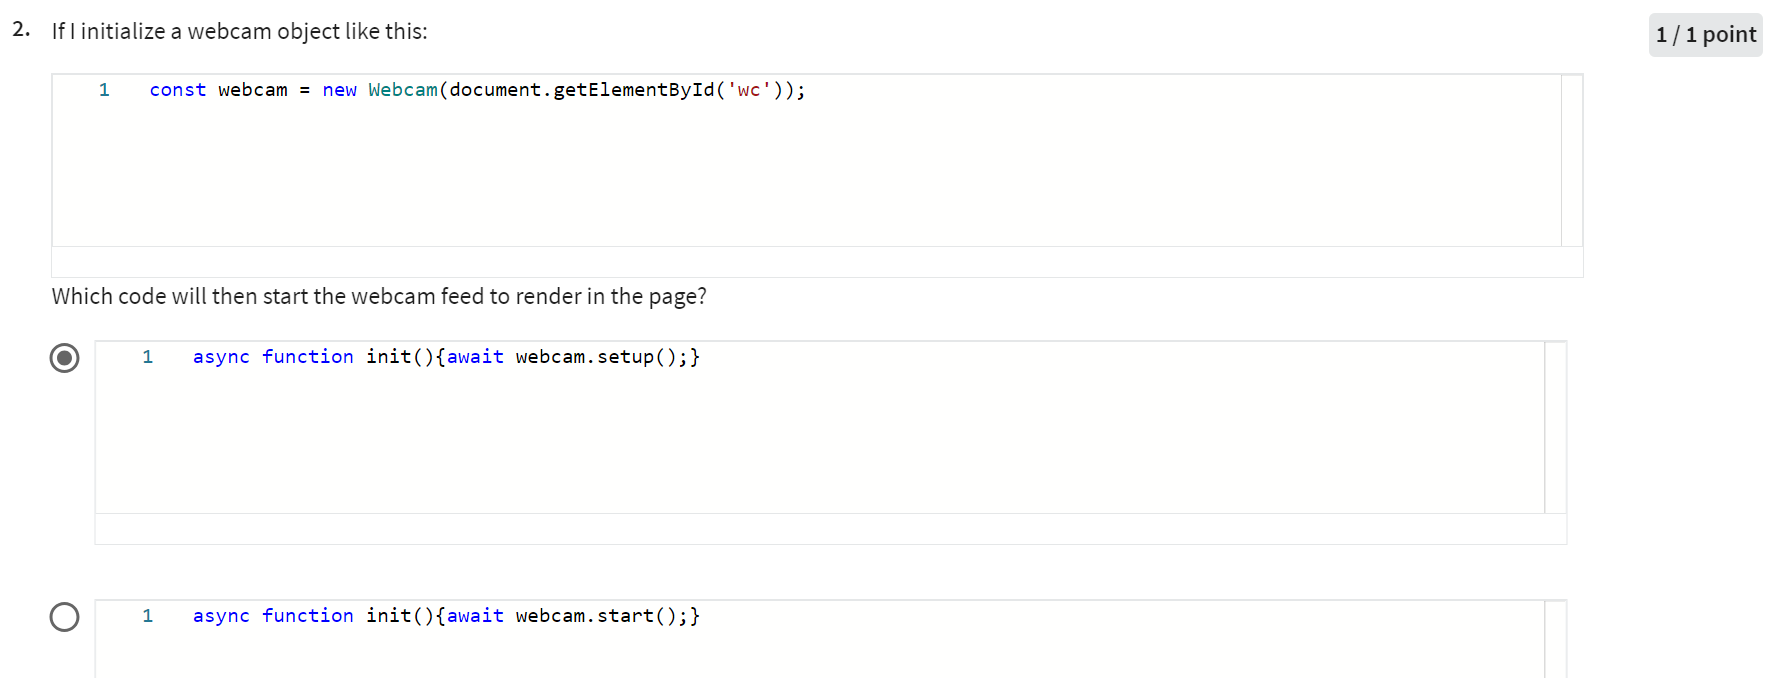 2. If I initialize a webcam object like this:
1 / 1 point
1 const webcam = new Webcam(document.getElementById('wc'));
Which code will then start the webcam feed to render in the page?
1 async function init(){await webcam.setup();}
1 async function init(){await webcam.start();}